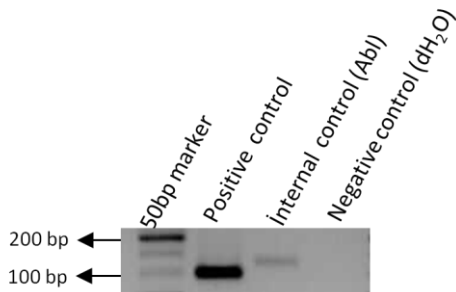 50bp marker
Positive control
İnternal control (Abl)
Negative control (dH₂O)
200 bp
100 bp